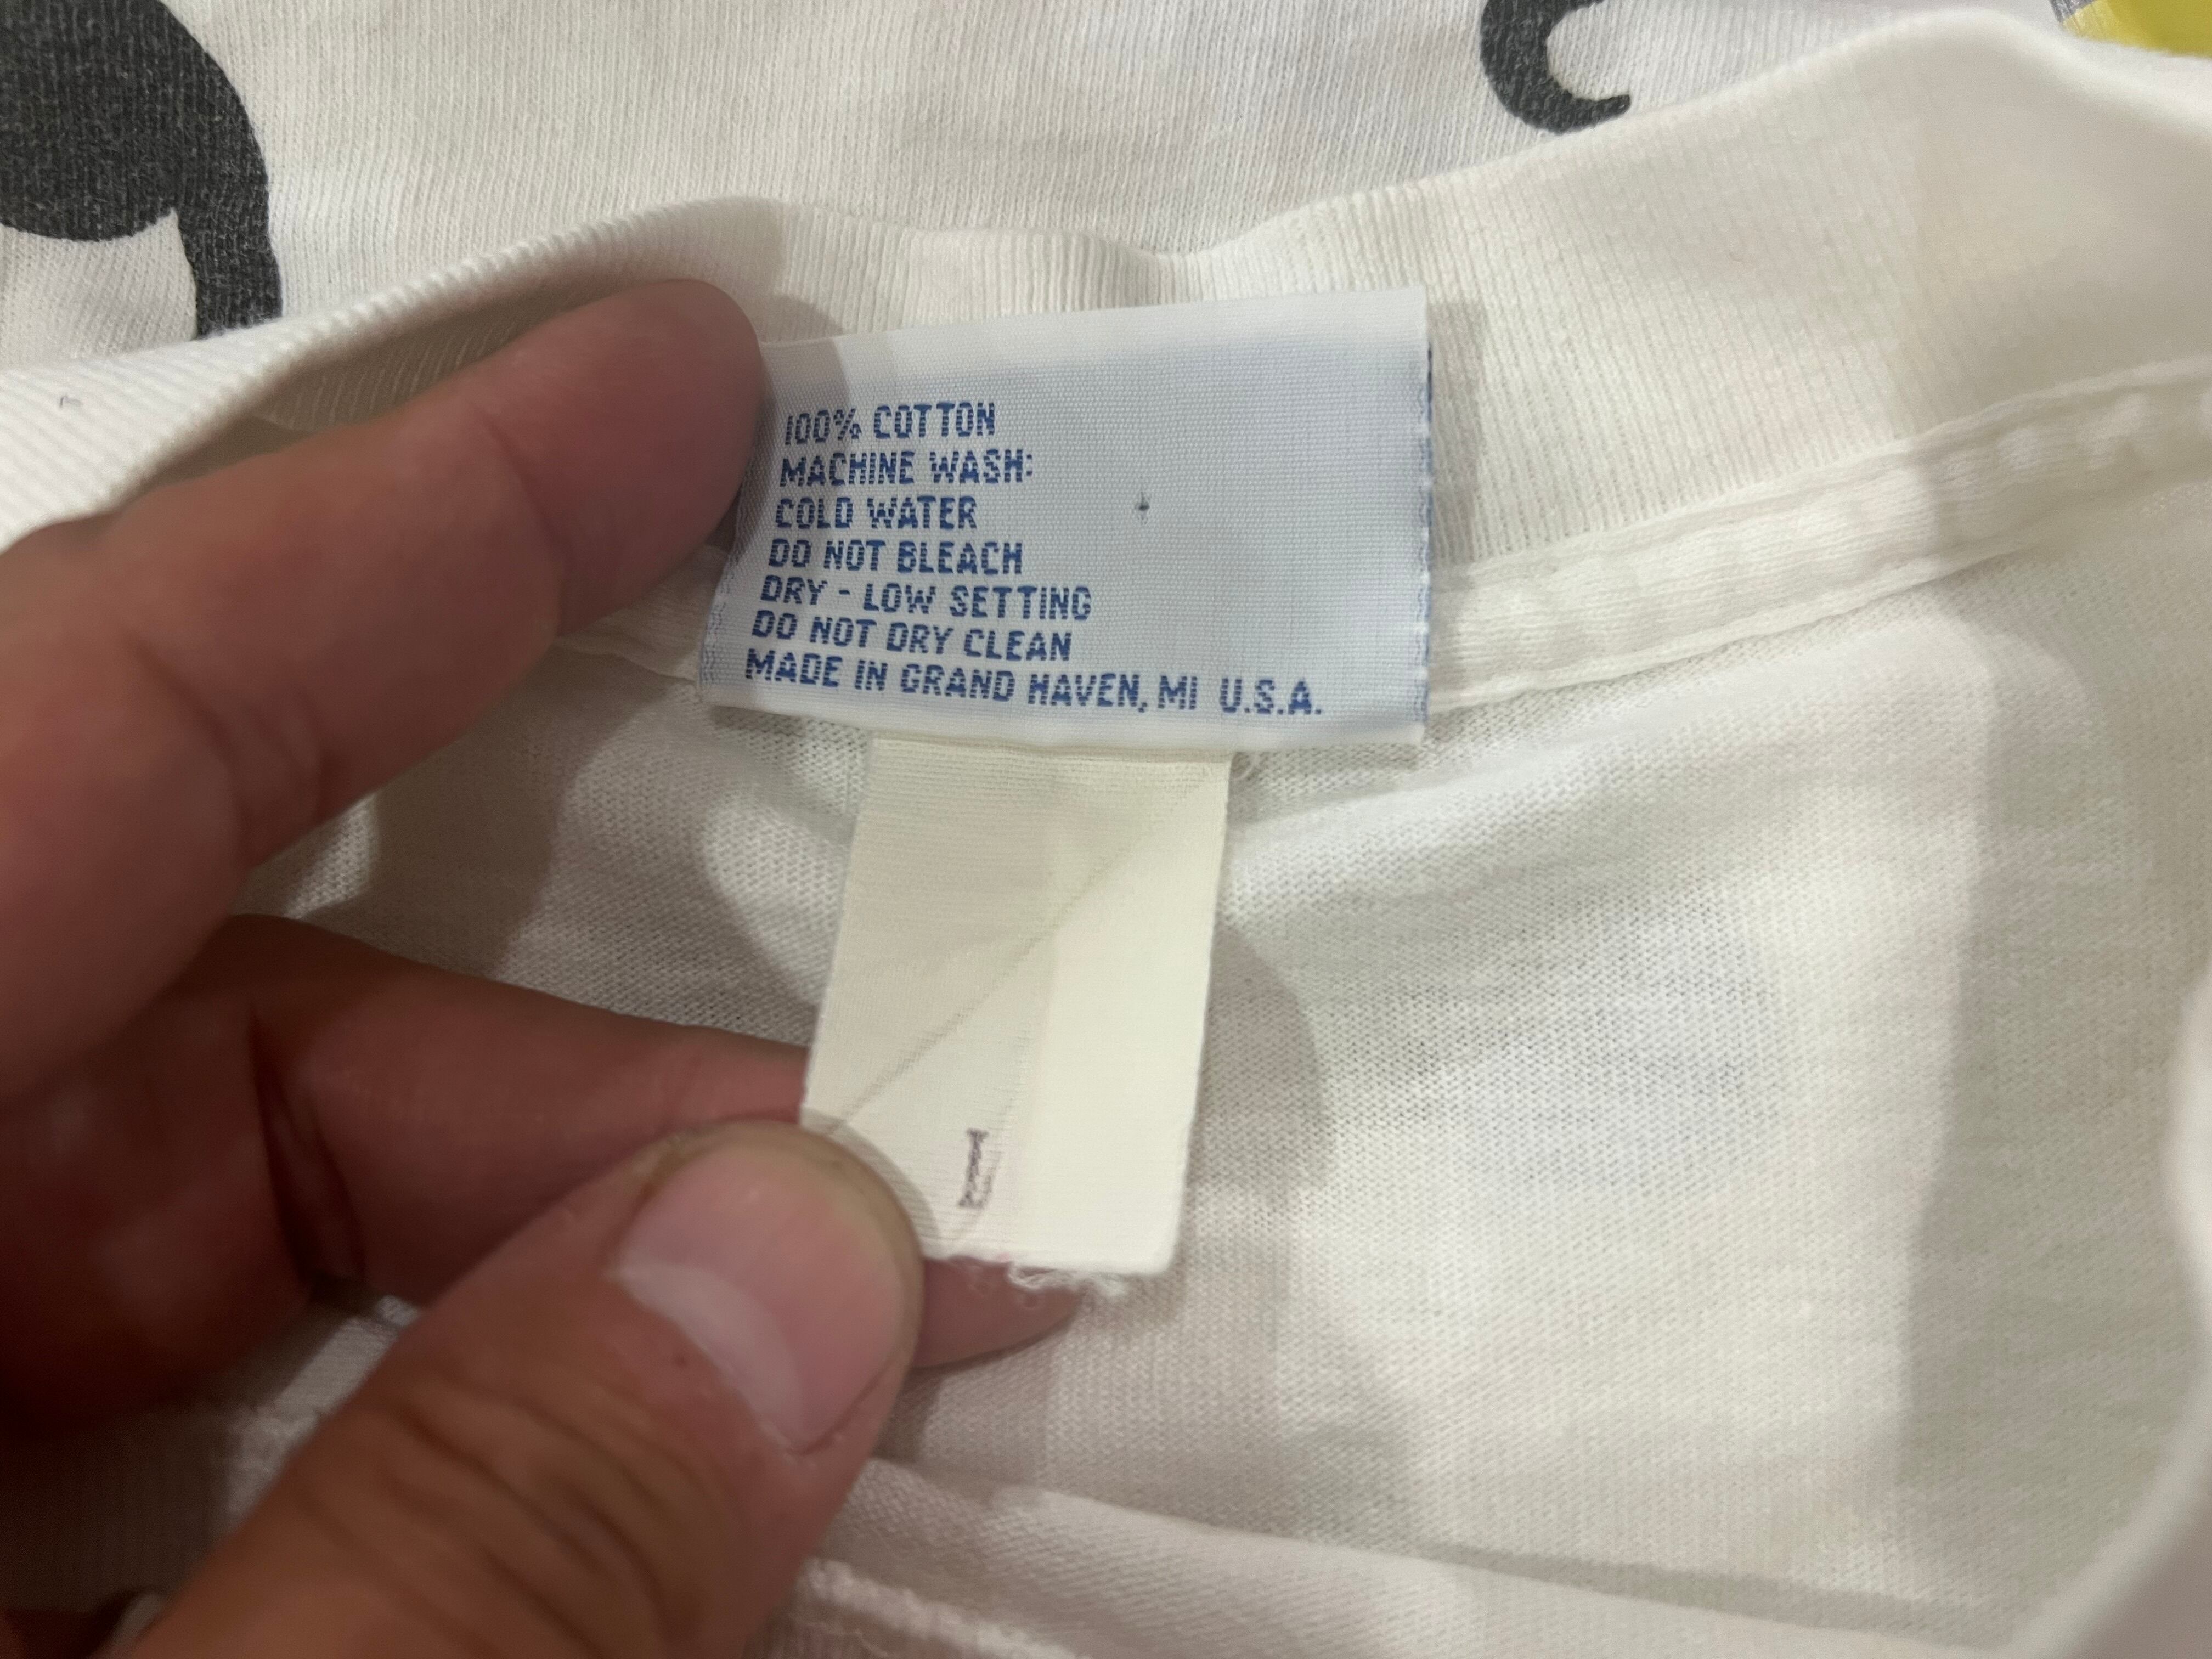 100% COTTON
MACHINE WASH:
COLD WATER
DO NOT BLEACH
DRY - LOW SETTING
DO NOT DRY CLEAN
MADE IN GRAND HAVEN, MI U.S.A.
L